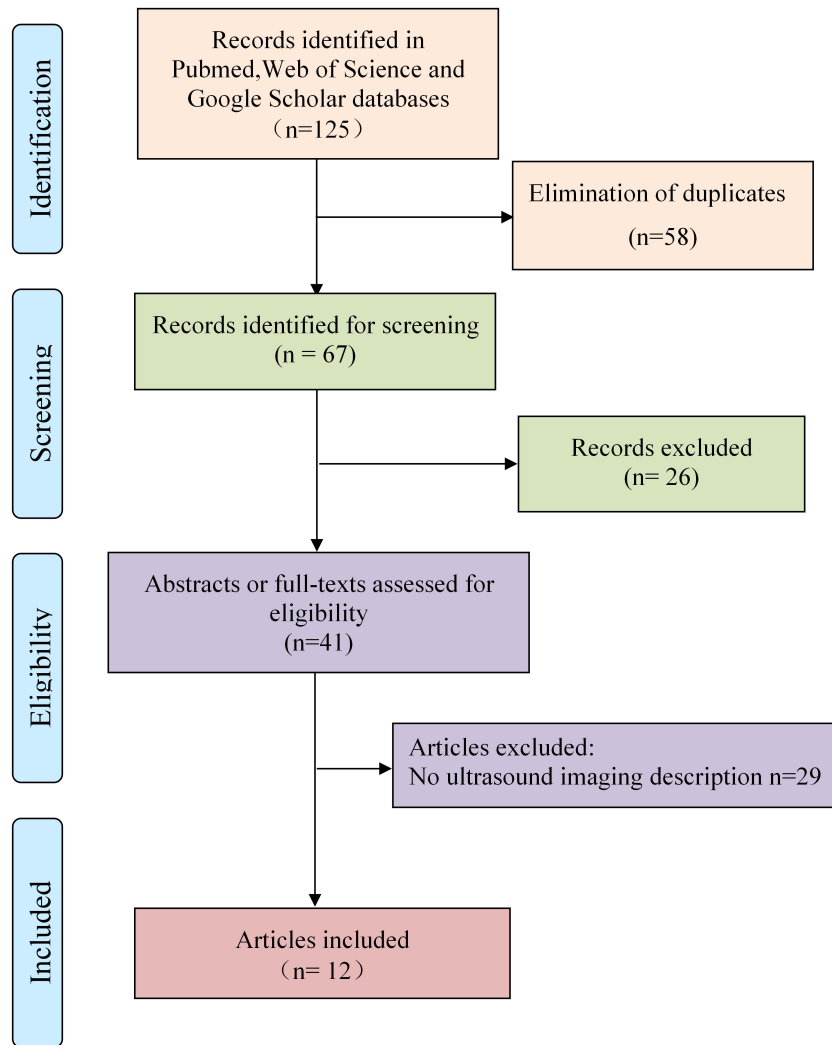 Identification
Records identified in
Pubmed,Web of Science and
Google Scholar databases
（n=125）
Elimination of duplicates
(n=58)
Screening
Records identified for screening
(n = 67)
Records excluded
(n= 26)
Eligibility
Abstracts or full-texts assessed for
eligibility
(n=41)
Articles excluded:
No ultrasound imaging description n=29
Included
Articles included
（n= 12）